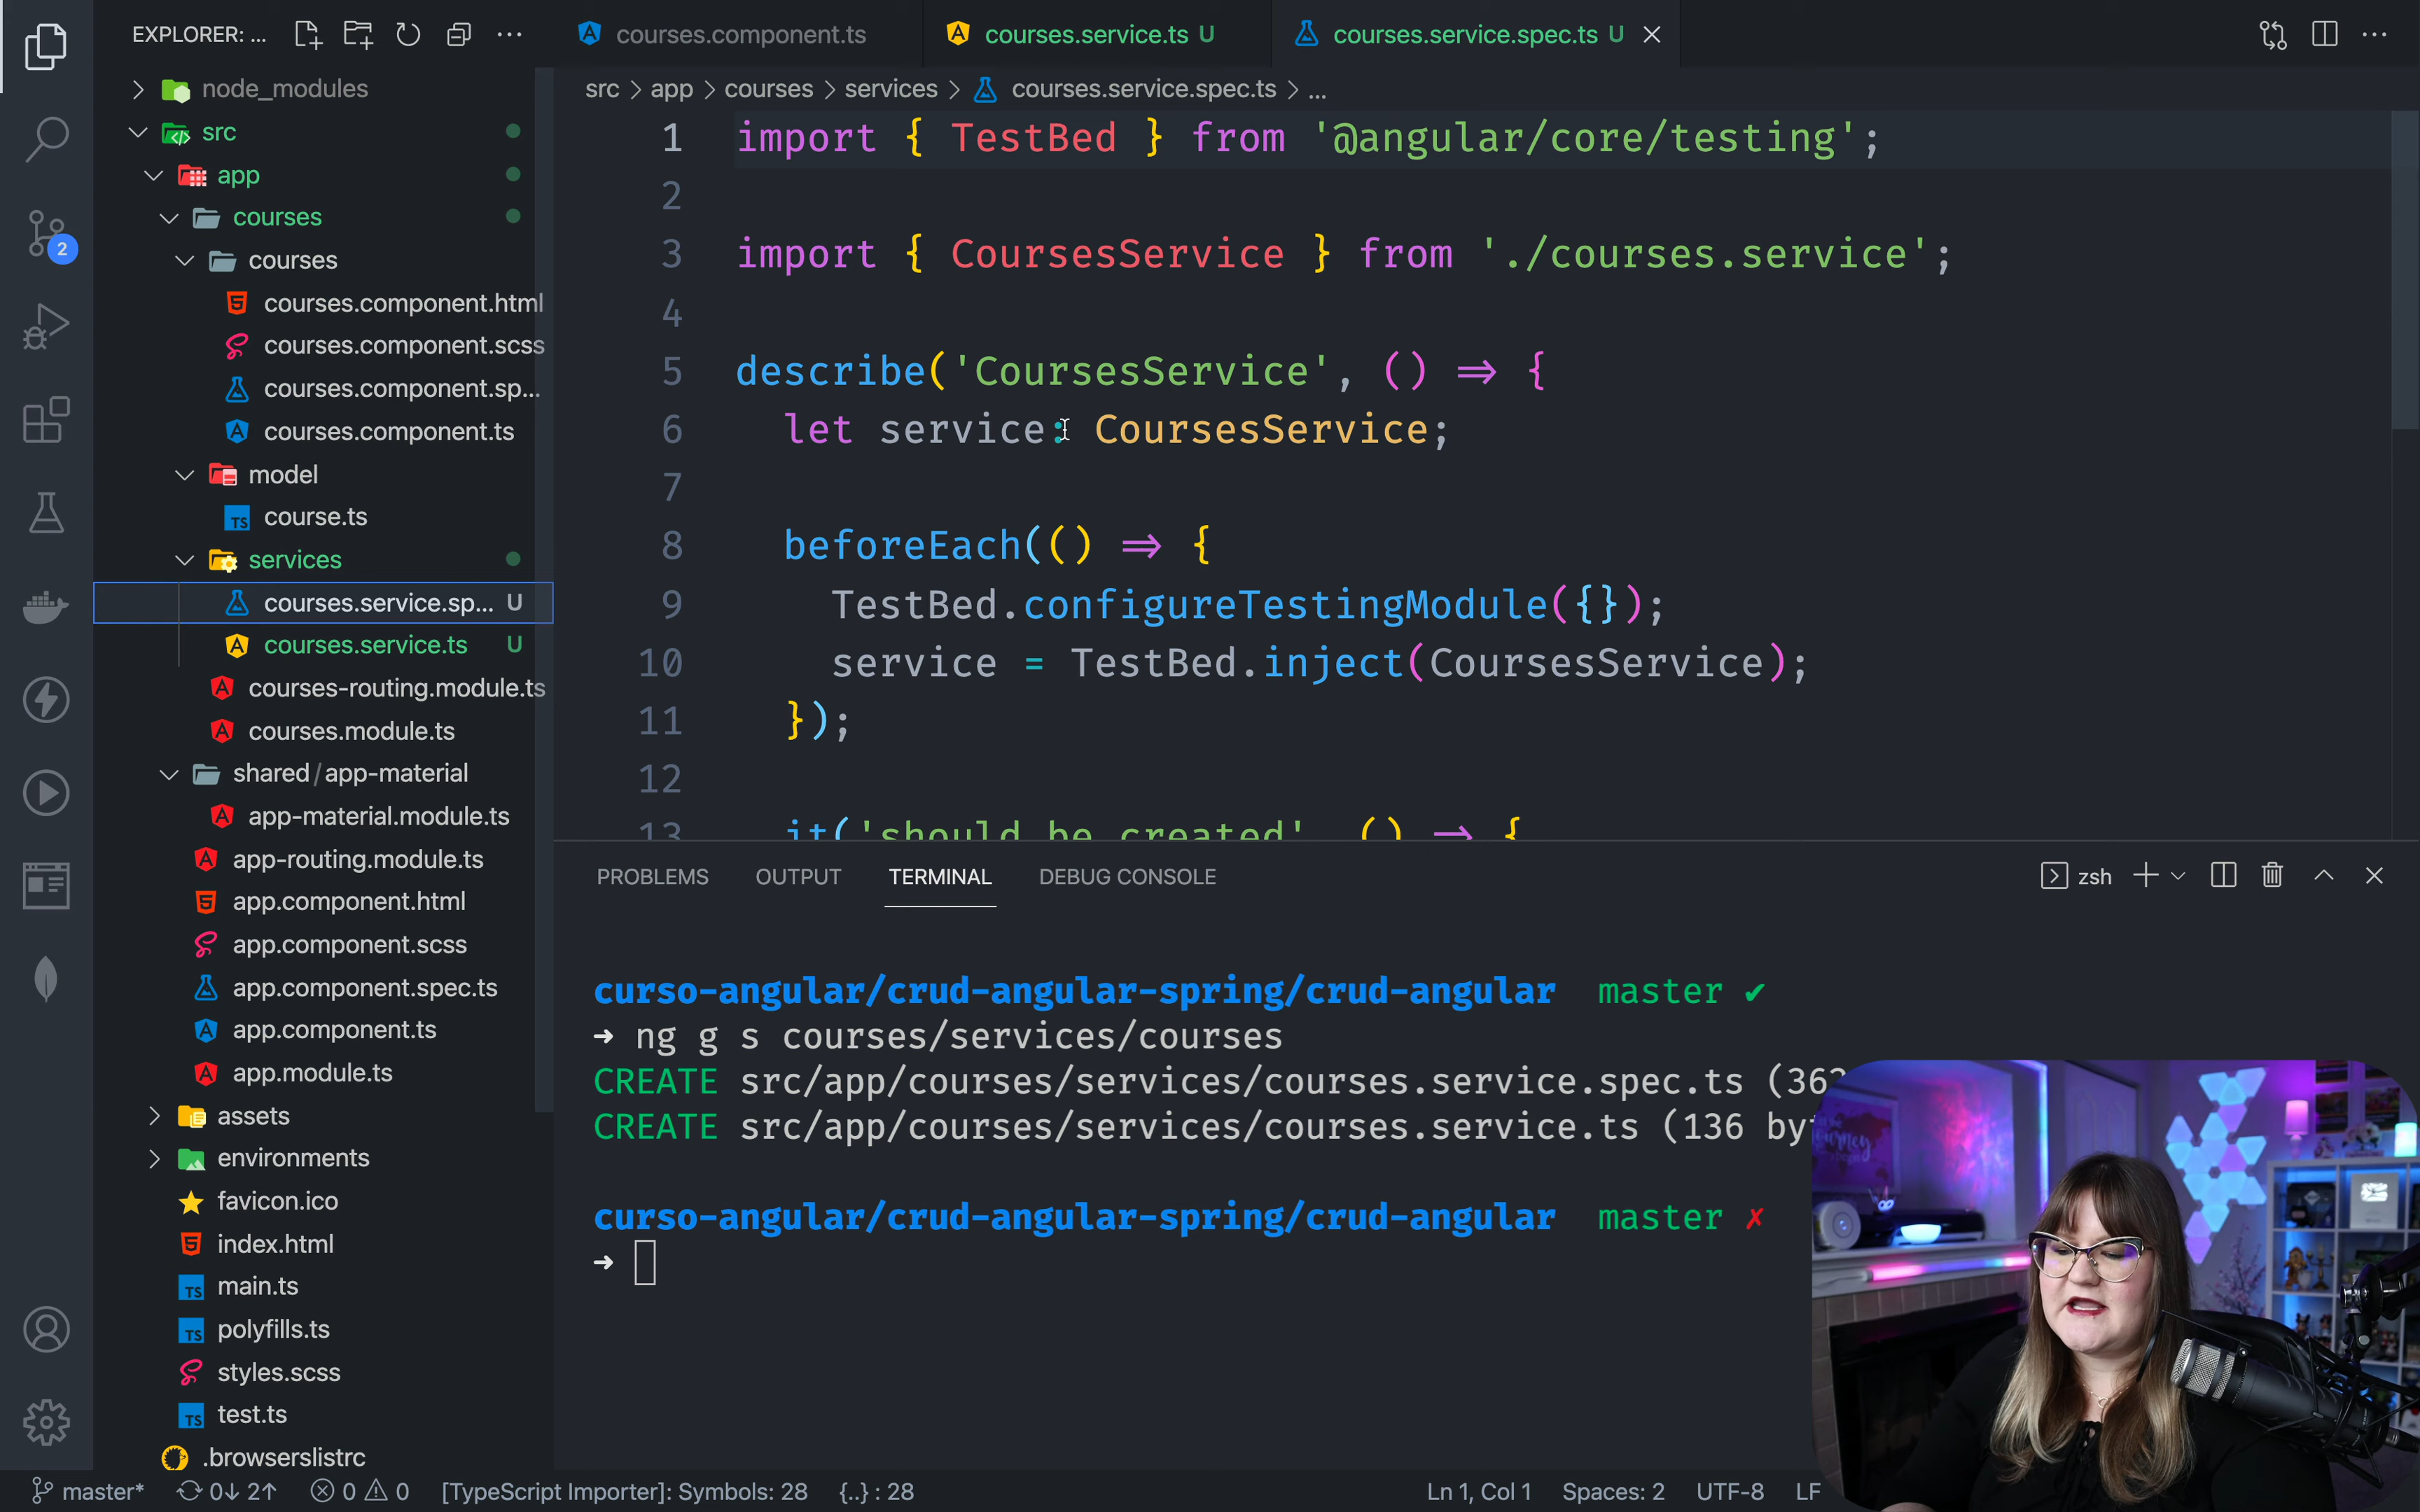 EXPLORER: ...
node_modules
src
app
courses
courses
courses.component.html
courses.component.scss
courses.component.sp...
courses.component.ts
model
course.ts
services
courses.service.sp... U
courses.service.ts U
courses-routing.module.ts
courses.module.ts
shared/app-material
app-material.module.ts
app-routing.module.ts
app.component.html
app.component.scss
app.component.spec.ts
app.component.ts
app.module.ts
assets
environments
favicon.ico
index.html
main.ts
polyfills.ts
styles.scss
test.ts
.browserslistrc
2
courses.component.ts
courses.service.ts U
courses.service.spec.ts U
src > app > courses > services > courses.service.spec.ts > ...
1 import { TestBed } from '@angular/core/testing';
2
3 import { CoursesService } from './courses.service';
4
5 describe('CoursesService', () => {
6 let service: CoursesService;
7
8 beforeEach(() => {
9 TestBed.configureTestingModule({});
10 service = TestBed.inject(CoursesService);
11 });
12
13 it('should be created', () => {
PROBLEMS OUTPUT TERMINAL DEBUG CONSOLE
zsh
curso-angular/crud-angular-spring/crud-angular master ✔
➜ ng g s courses/services/courses
CREATE src/app/courses/services/courses.service.spec.ts (362
CREATE src/app/courses/services/courses.service.ts (136 byt
curso-angular/crud-angular-spring/crud-angular master ✗
➜
master* 0↓ 2↑ 0 0 [TypeScript Importer]: Symbols: 28 {..} : 28 Ln 1, Col 1 Spaces: 2 UTF-8 LF